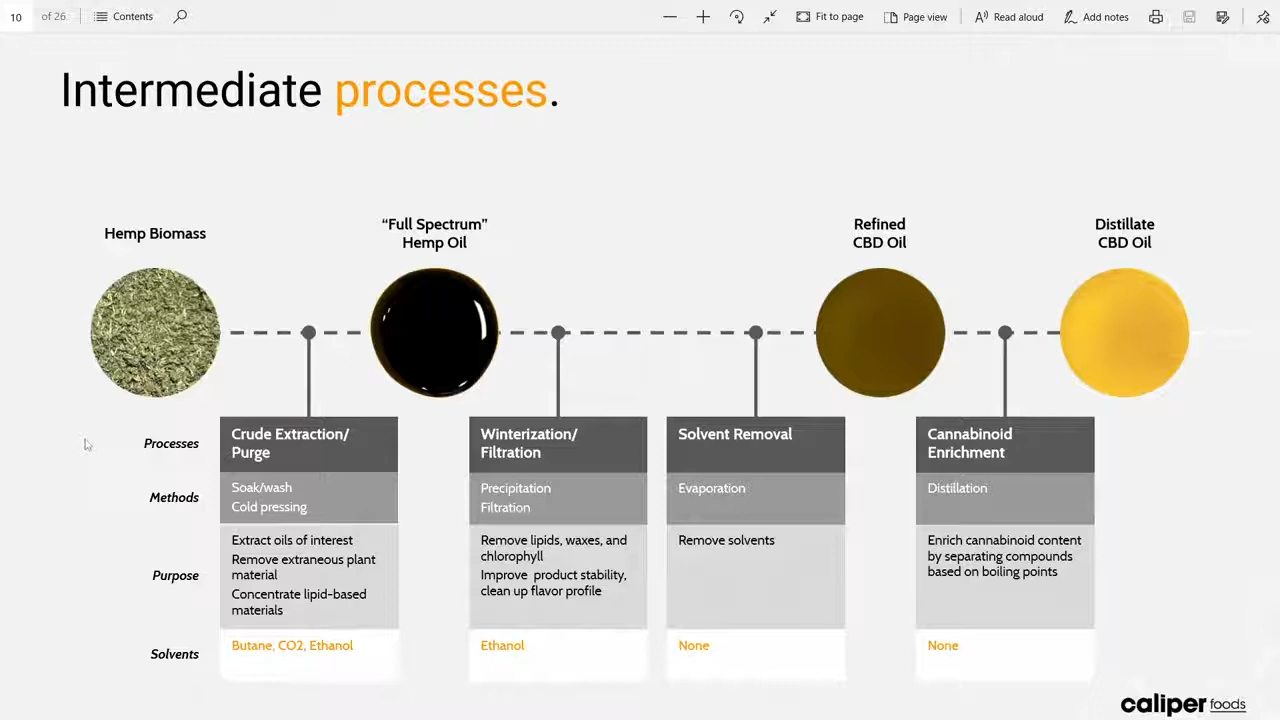 10 of 26 Contents Fit to page Page view Read aloud Add notes
Intermediate processes.
Hemp Biomass
“Full Spectrum”
Hemp Oil
Refined
CBD Oil
Distillate
CBD Oil
Processes
Crude Extraction/
Purge
Winterization/
Filtration
Solvent Removal
Cannabinoid
Enrichment
Methods
Soak/wash
Cold pressing
Precipitation
Filtration
Evaporation
Distillation
Purpose
Extract oils of interest
Remove extraneous plant
material
Concentrate lipid-based
materials
Remove lipids, waxes, and
chlorophyll
Improve product stability,
clean up flavor profile
Remove solvents
Enrich cannabinoid content
by separating compounds
based on boiling points
Solvents
Butane, CO2, Ethanol
Ethanol
None
None
caliper foods